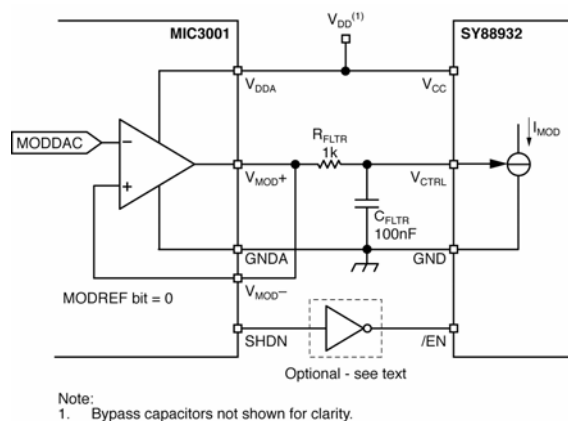 MIC3001
V_DD(1)
SY88932
V_DDA
V_CC
MODDAC
−
+
R_FLTR
1k
I_MOD
V_MOD+
V_CTRL
C_FLTR
100nF
GNDA
GND
MODREF bit = 0
V_MOD−
SHDN
/EN
Optional - see text
Note:
1. Bypass capacitors not shown for clarity.